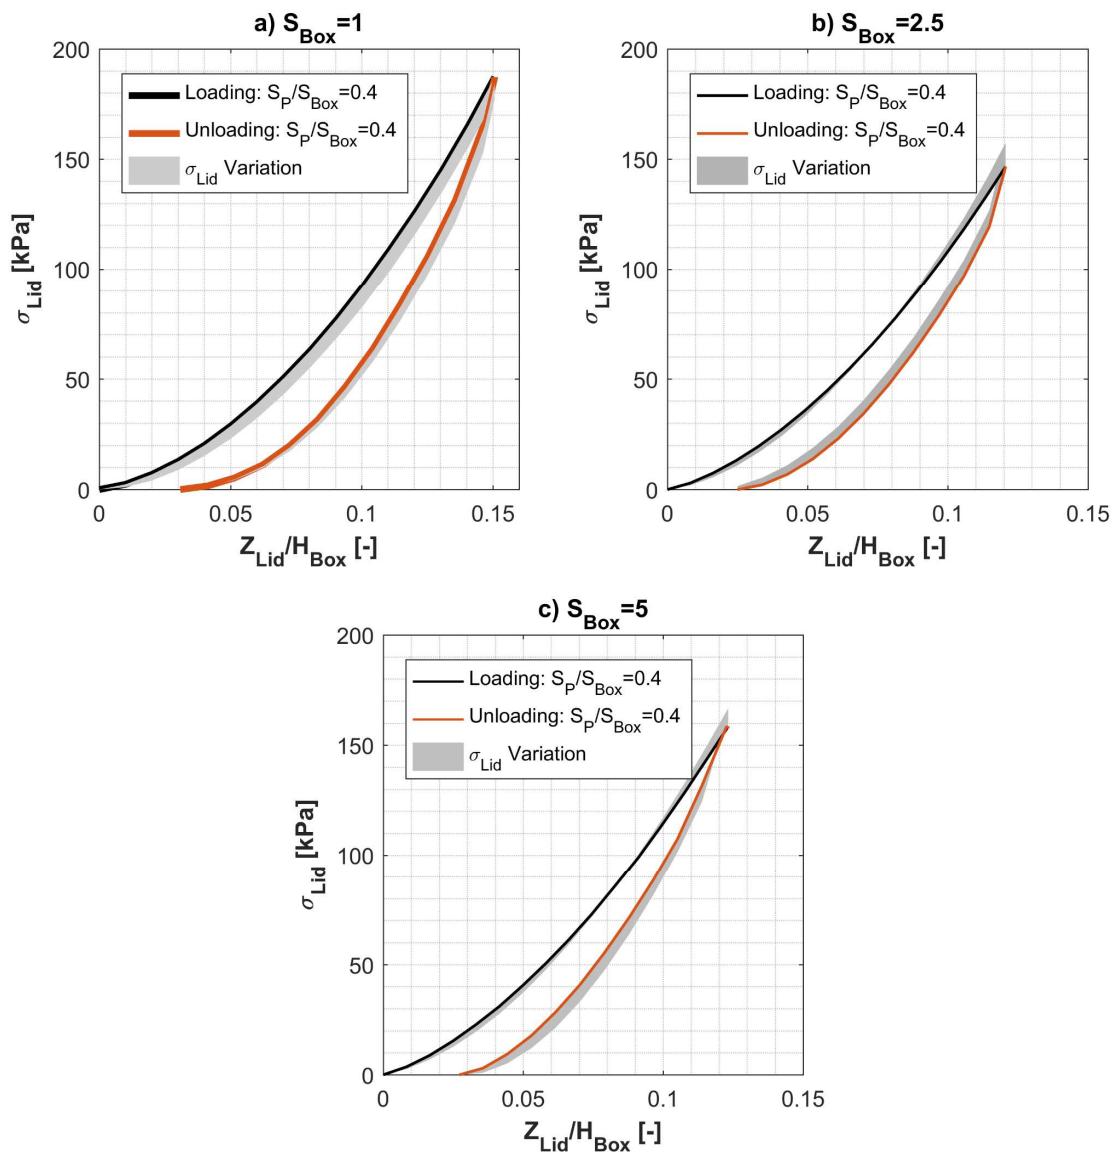 a) S_Box=1
200
150
100
50
0
σ_Lid [kPa]
Loading: S_P/S_Box=0.4
Unloading: S_P/S_Box=0.4
σ_Lid Variation
0 0.05 0.1 0.15
Z_Lid/H_Box [-]
b) S_Box=2.5
200
150
100
50
0
σ_Lid [kPa]
Loading: S_P/S_Box=0.4
Unloading: S_P/S_Box=0.4
σ_Lid Variation
0 0.05 0.1 0.15
Z_Lid/H_Box [-]
c) S_Box=5
200
150
100
50
0
σ_Lid [kPa]
Loading: S_P/S_Box=0.4
Unloading: S_P/S_Box=0.4
σ_Lid Variation
0 0.05 0.1 0.15
Z_Lid/H_Box [-]